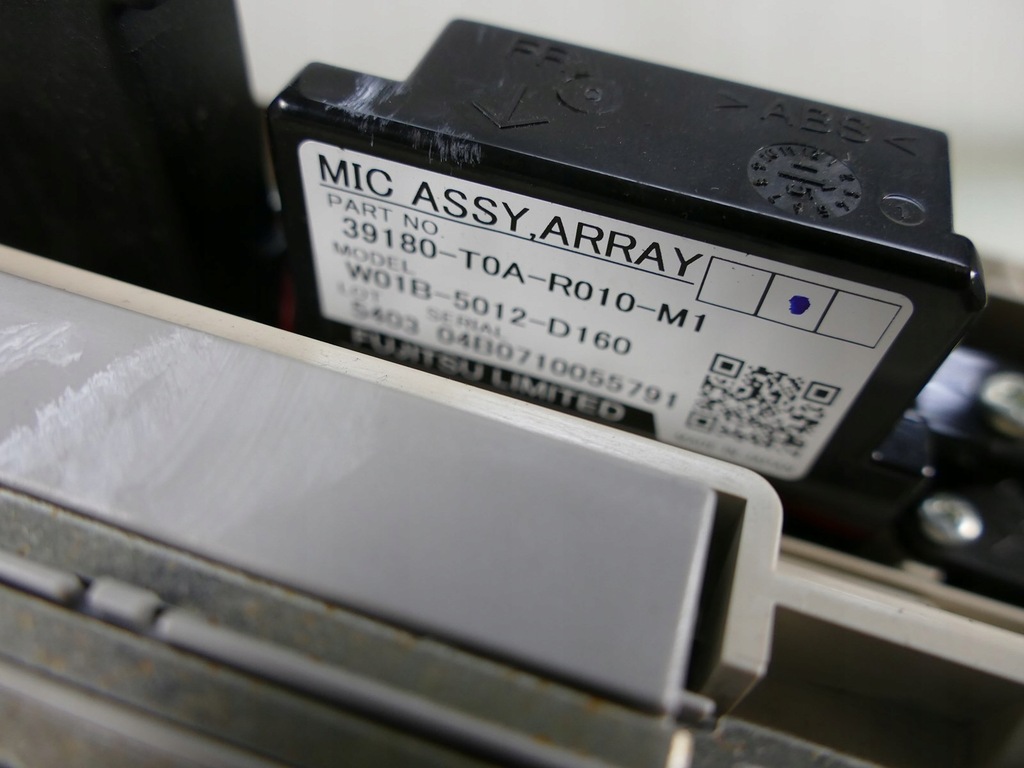 >ABS<
MIC ASSY,ARRAY
PART NO.
39180-T0A-R010-M1
MODEL
W01B-5012-D160
LOT SERIAL
S403 04B0710055791
FUJITSU LIMITED